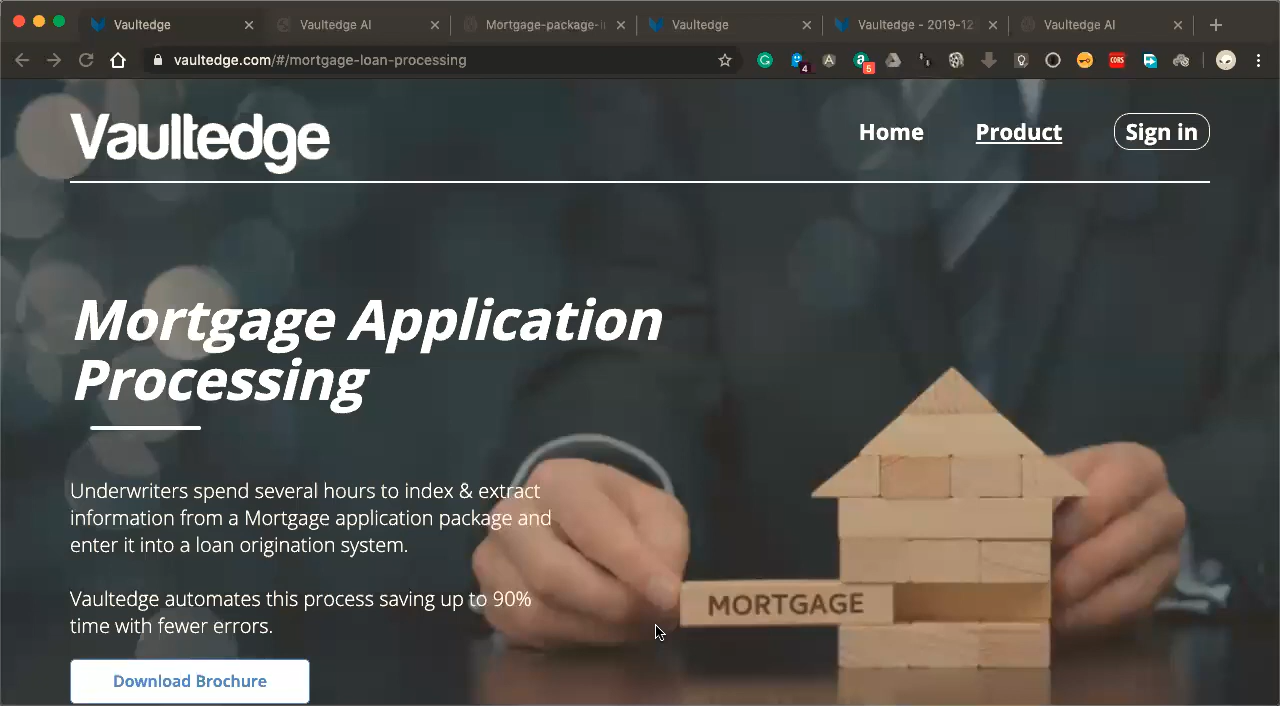 Vaultedge
Vaultedge AI
Mortgage-package-
Vaultedge
Vaultedge - 2019-12
Vaultedge AI
vaultedge.com/#/mortgage-loan-processing
4
6
CORS
Vaultedge
Home
Product
Sign in
Mortgage Application
Processing
Underwriters spend several hours to index & extract
information from a Mortgage application package and
enter it into a loan origination system.
Vaultedge automates this process saving up to 90%
time with fewer errors.
MORTGAGE
Download Brochure